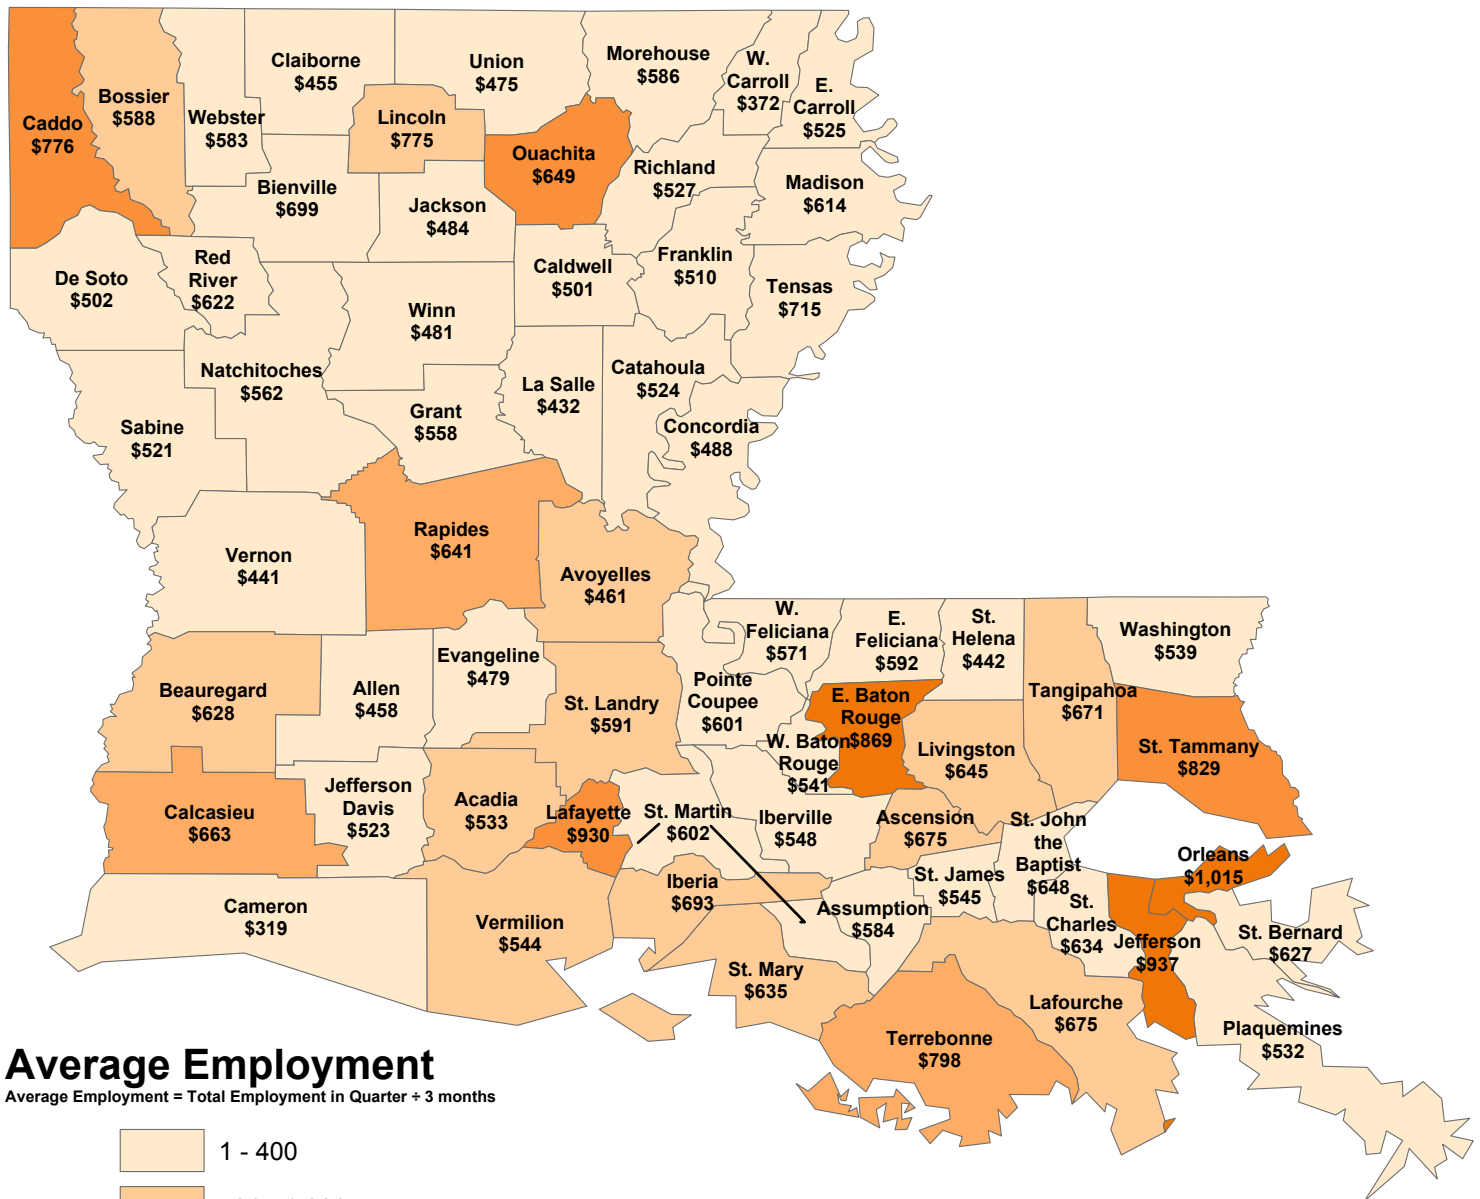 Claiborne
$455
Union
$475
Morehouse
$586
W.
Carroll
$372
E.
Carroll
$525
Bossier
$588
Caddo
$776
Webster
$583
Lincoln
$775
Ouachita
$649
Richland
$527
Madison
$614
Bienville
$699
Jackson
$484
Red
River
$622
De Soto
$502
Caldwell
$501
Franklin
$510
Tensas
$715
Winn
$481
Natchitoches
$562
La Salle
$432
Catahoula
$524
Grant
$558
Concordia
$488
Sabine
$521
Rapides
$641
Vernon
$441
Avoyelles
$461
W.
Feliciana
$571
E.
Feliciana
$592
St.
Helena
$442
Washington
$539
Evangeline
$479
Beauregard
$628
Allen
$458
St. Landry
$591
Pointe
Coupee
$601
E. Baton
Rouge
$869
Tangipahoa
$671
W. Baton
Rouge
$541
Livingston
$645
St. Tammany
$829
Jefferson
Davis
$523
Calcasieu
$663
Acadia
$533
Lafayette
$930
St. Martin
$602
Iberville
$548
Ascension
$675
St. John
the
Baptist
$648
Orleans
$1,015
Iberia
$693
St. James
$545
Cameron
$319
Vermilion
$544
Assumption
$584
St.
Charles
$634
Jefferson
$937
St. Bernard
$627
St. Mary
$635
Lafourche
$675
Terrebonne
$798
Plaquemines
$532
Average Employment
Average Employment = Total Employment in Quarter ÷ 3 months
1 - 400